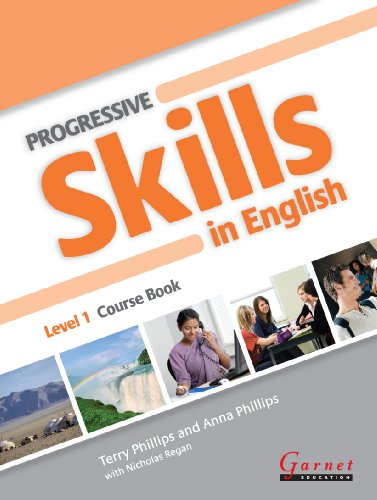 PROGRESSIVE
Skills
in English
Level 1 Course Book
Terry Phillips and Anna Phillips
with Nicholas Regan
Garnet
EDUCATION